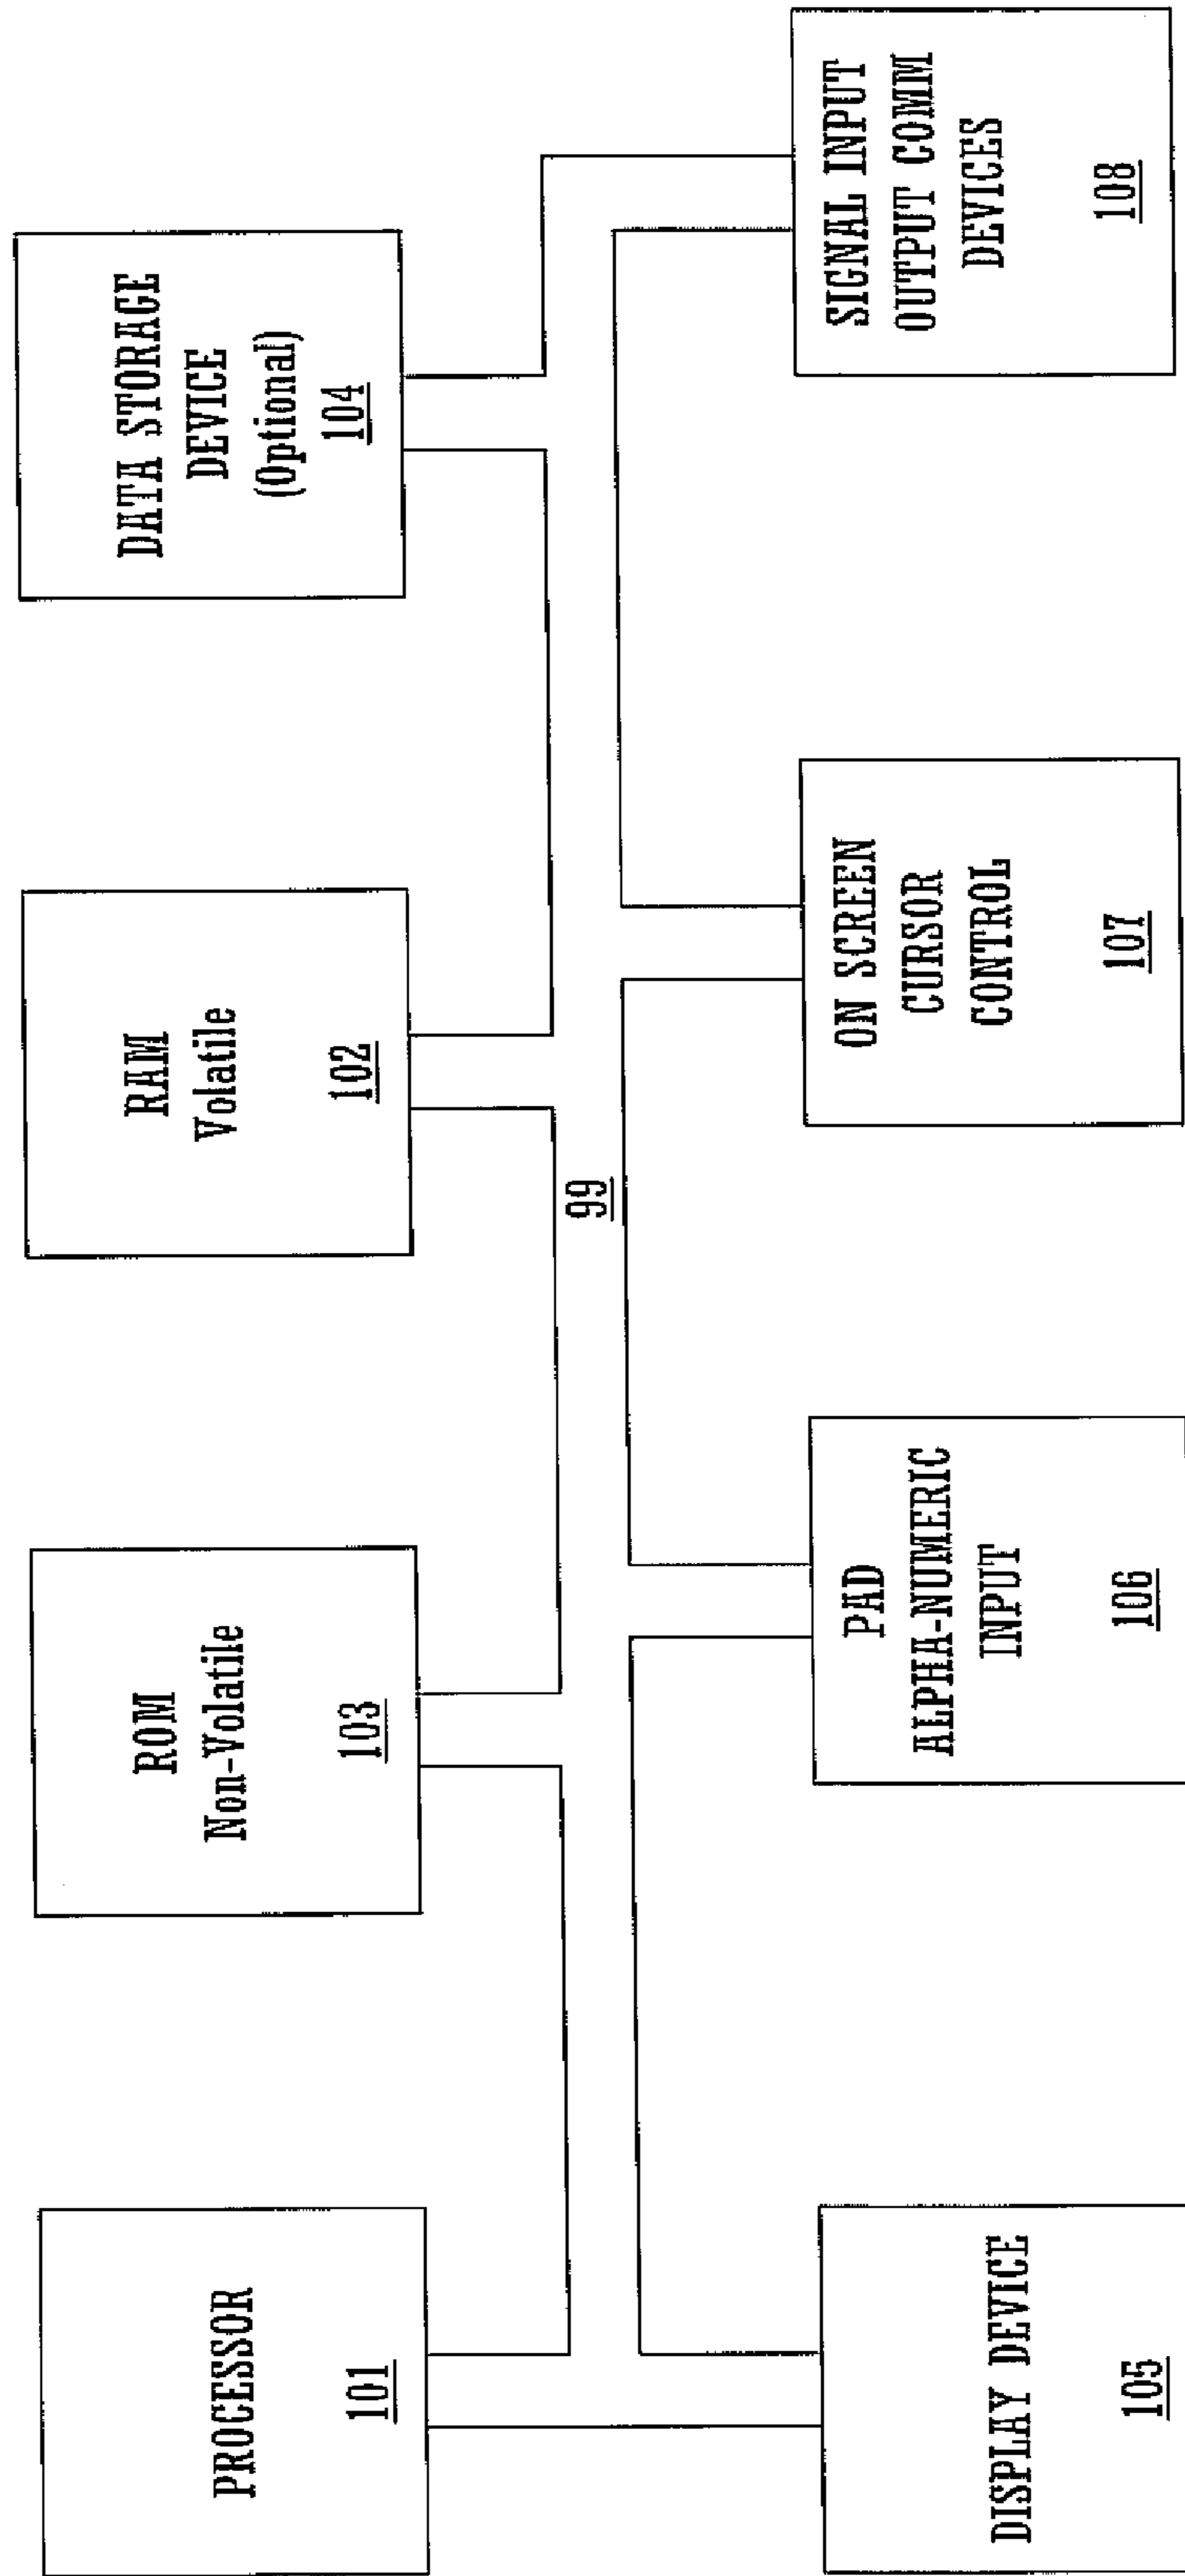 PROCESSOR
101
ROM
Non-Volatile
103
RAM
Volatile
102
DATA STORAGE
DEVICE
(Optional)
104
99
DISPLAY DEVICE
105
PAD
ALPHA-NUMERIC
INPUT
106
ON SCREEN
CURSOR
CONTROL
107
SIGNAL INPUT
OUTPUT COMM
DEVICES
108